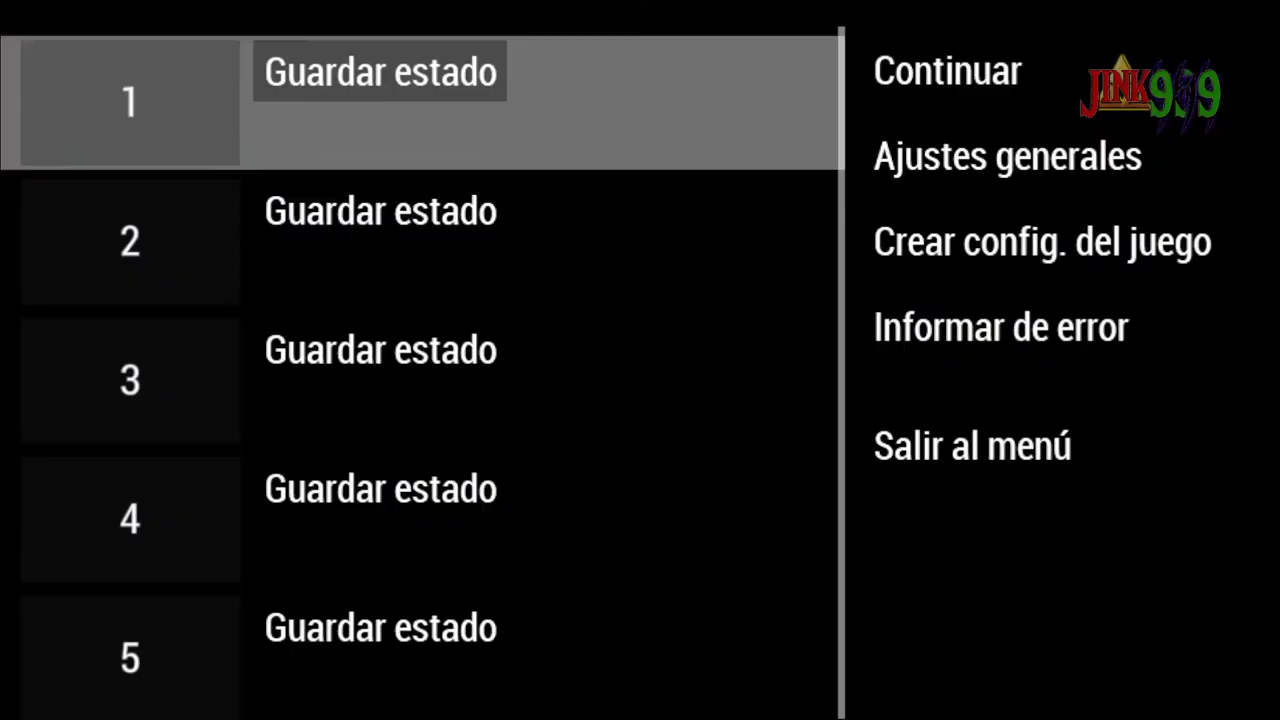 1
Guardar estado
2
Guardar estado
3
Guardar estado
4
Guardar estado
5
Guardar estado
Continuar
JINK999
Ajustes generales
Crear config. del juego
Informar de error
Salir al menú